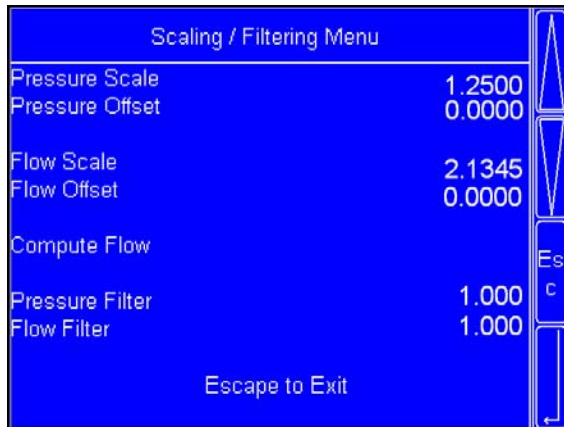 Scaling / Filtering Menu
Pressure Scale 1.2500
Pressure Offset 0.0000
Flow Scale 2.1345
Flow Offset 0.0000
Compute Flow
Pressure Filter 1.000
Flow Filter 1.000
Escape to Exit
Es
c